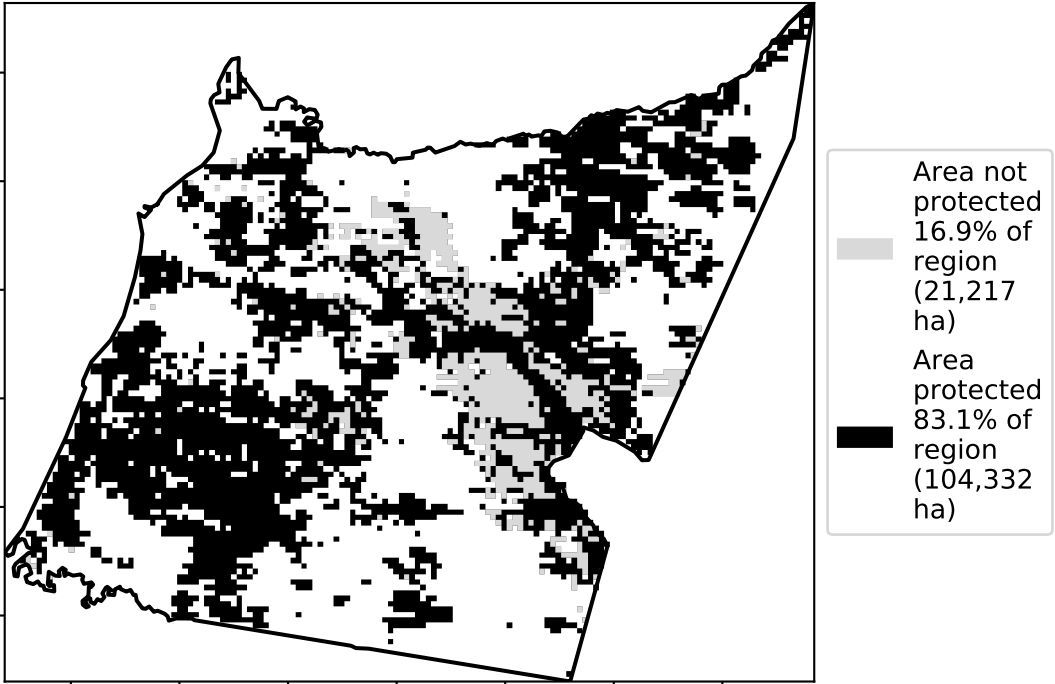 Area not
protected
16.9% of
region
(21,217
ha)
Area
protected
83.1% of
region
(104,332
ha)